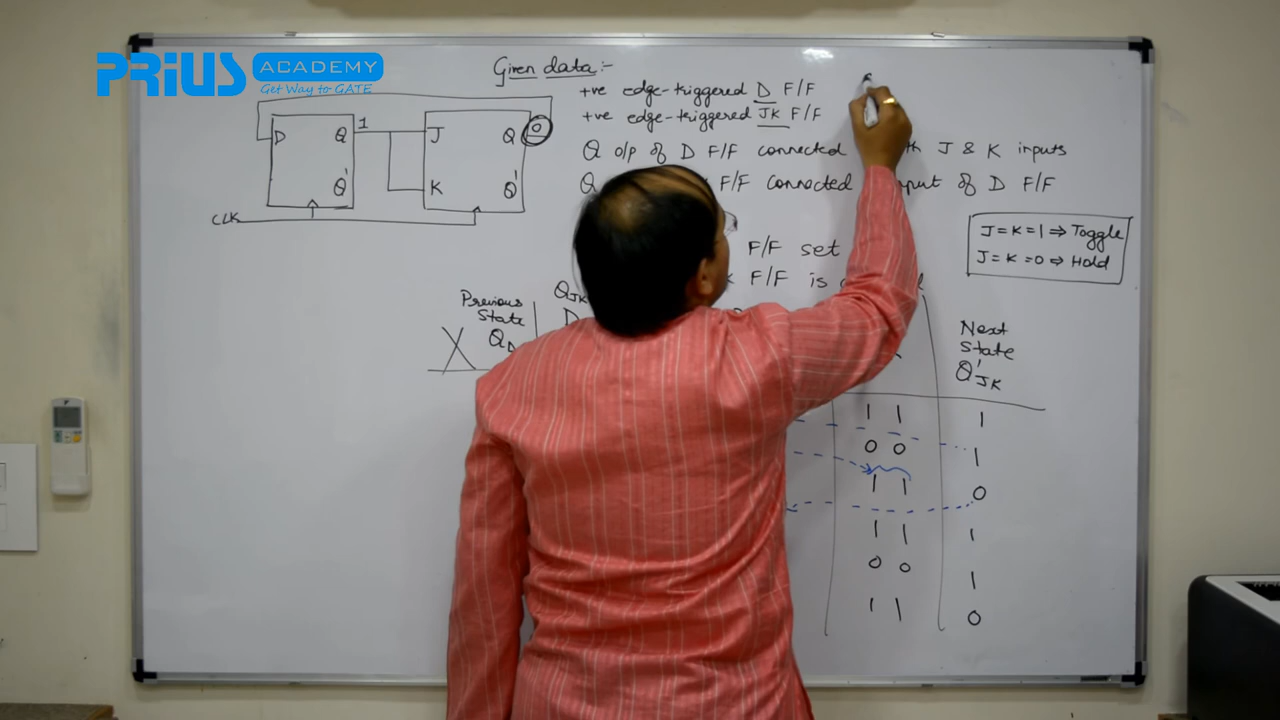 PRiUS ACADEMY
Get Way to GATE
Given data:-
+ve edge-triggered D F/F
+ve edge-triggered JK F/F
Q o/p of D F/F connected J & K inputs
Q F/F connected input of D F/F
D Q 1 J Q 0
Q' K Q'
CLK
J=K=1 ⇒ Toggle
J=K=0 ⇒ Hold
F/F set
F/F is
Previous
State
Q
Q JK
D
Next
State
Q'JK
1 1 1
0 0 1
1 1 0
1 1 1
0 0 1
1 1 0